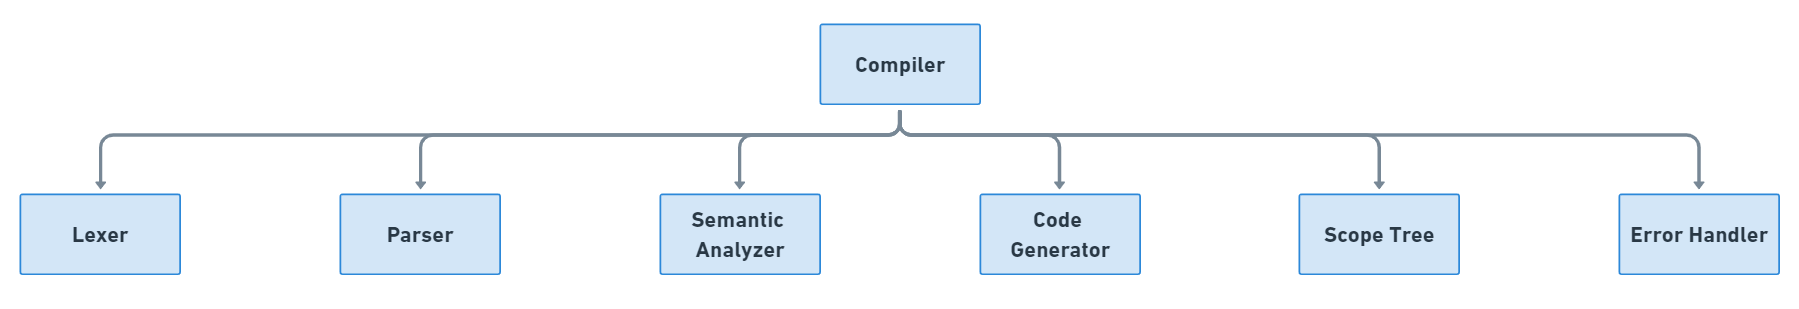 Compiler
Lexer
Parser
Semantic
Analyzer
Code
Generator
Scope Tree
Error Handler